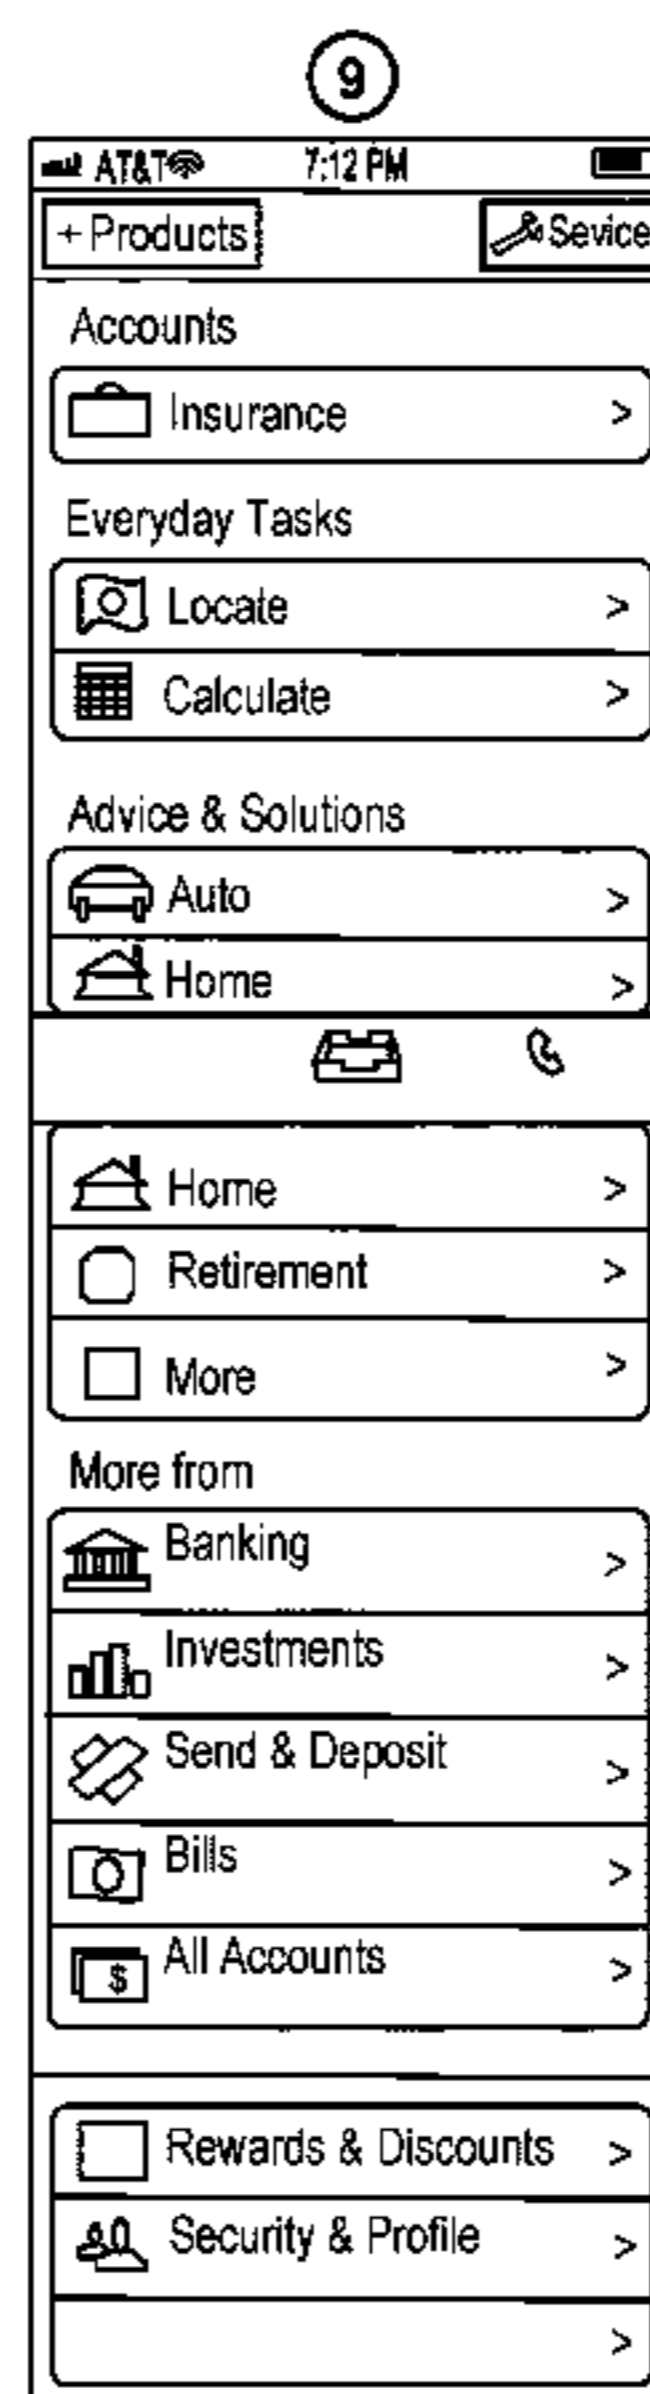 9
AT&T 7:12 PM
+ Products Sevice
Accounts
Insurance >
Everyday Tasks
Locate >
Calculate >
Advice & Solutions
Auto >
Home >
Home >
Retirement >
More >
More from
Banking >
Investments >
Send & Deposit >
Bills >
$ All Accounts >
Rewards & Discounts >
Security & Profile >
>